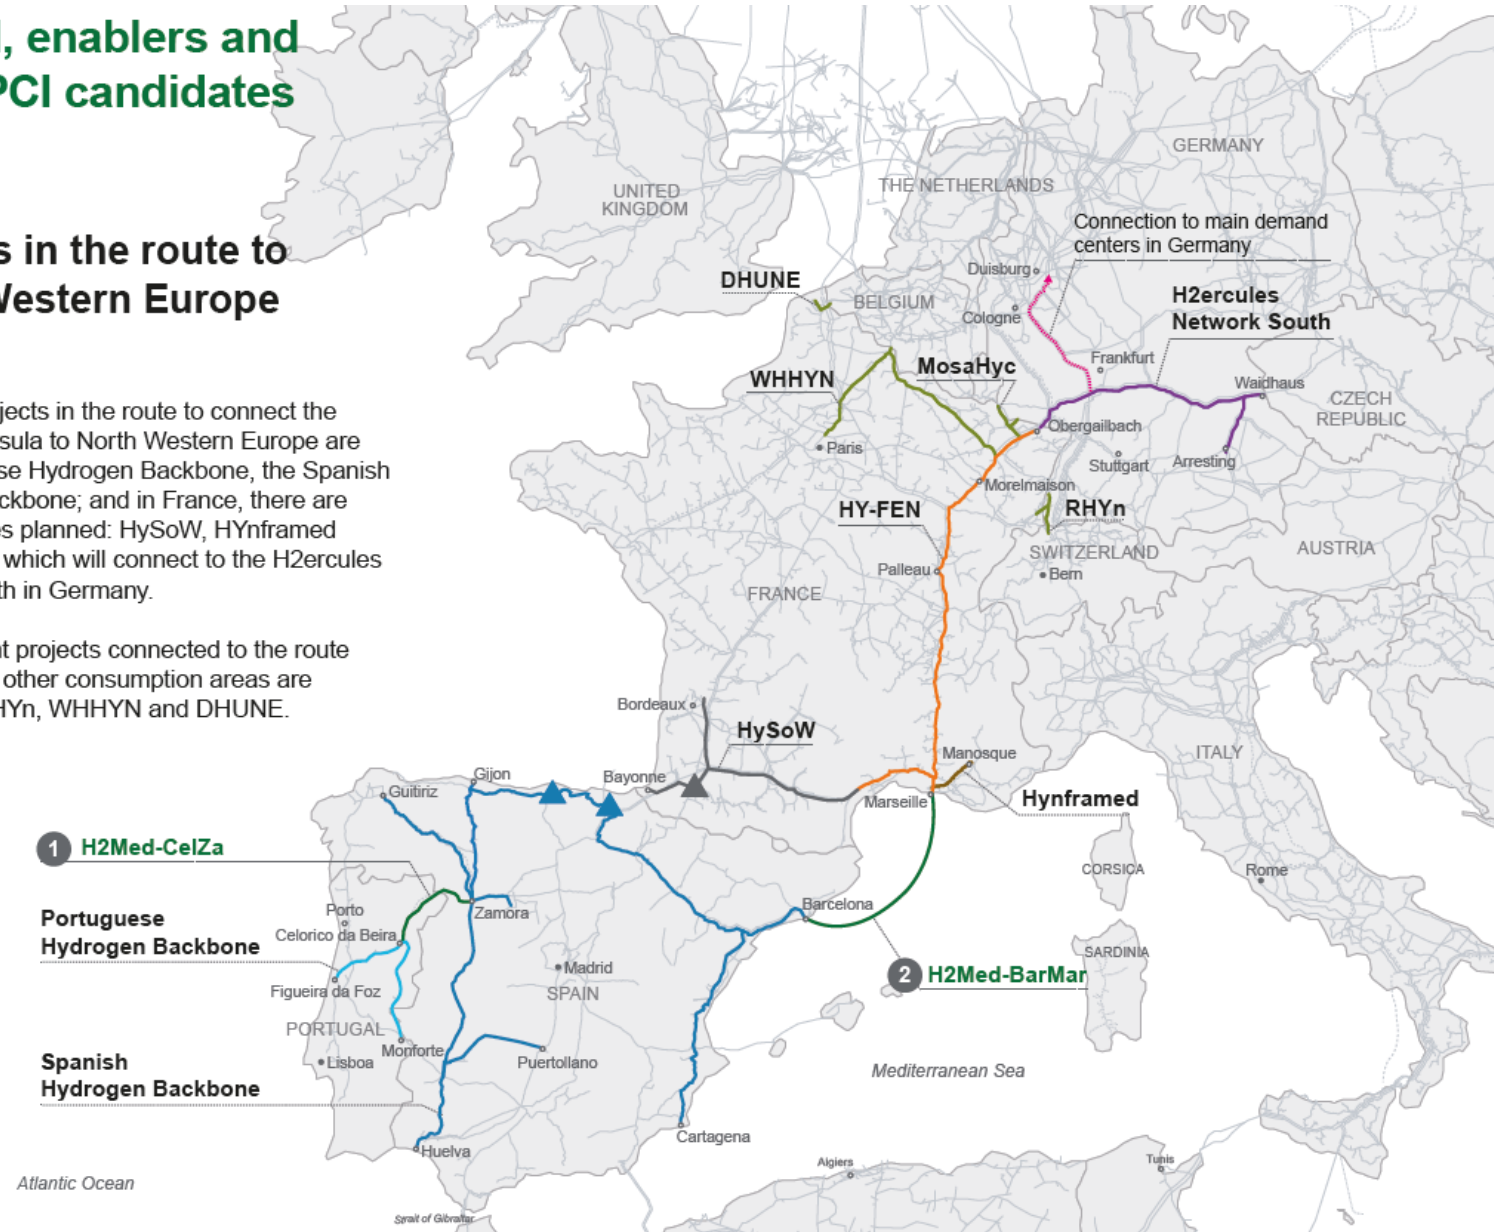 l, enablers and
PCI candidates
s in the route to
Western Europe
jects in the route to connect the
sula to North Western Europe are
se Hydrogen Backbone, the Spanish
ckbone; and in France, there are
s planned: HySoW, HYnframed
which will connect to the H2ercules
th in Germany.
t projects connected to the route
other consumption areas are
HYn, WHHYN and DHUNE.
GERMANY
THE NETHERLANDS
UNITED
KINGDOM
Connection to main demand
centers in Germany
Duisburg
DHUNE
BELGIUM
H2ercules
Network South
Cologne
Frankfurt
MosaHyc
WHHYN
Waidhaus
CZECH
REPUBLIC
Obergailbach
Paris
Stuttgart
Arresting
Morelmaison
HY-FEN
RHYn
SWITZERLAND
AUSTRIA
Palleau
Bern
FRANCE
Bordeaux
HySoW
Manosque
ITALY
Gijon
Bayonne
Guitiriz
Marseille
Hynframed
1 H2Med-CelZa
CORSICA
Rome
Barcelona
Porto
Zamora
Portuguese
Hydrogen Backbone
Celorico da Beira
SARDINIA
Madrid
2 H2Med-BarMar
Figueira da Foz
SPAIN
PORTUGAL
Monforte
Lisboa
Puertollano
Spanish
Hydrogen Backbone
Mediterranean Sea
Cartagena
Huelva
Algiers
Tunis
Atlantic Ocean
Strait of Gibraltar